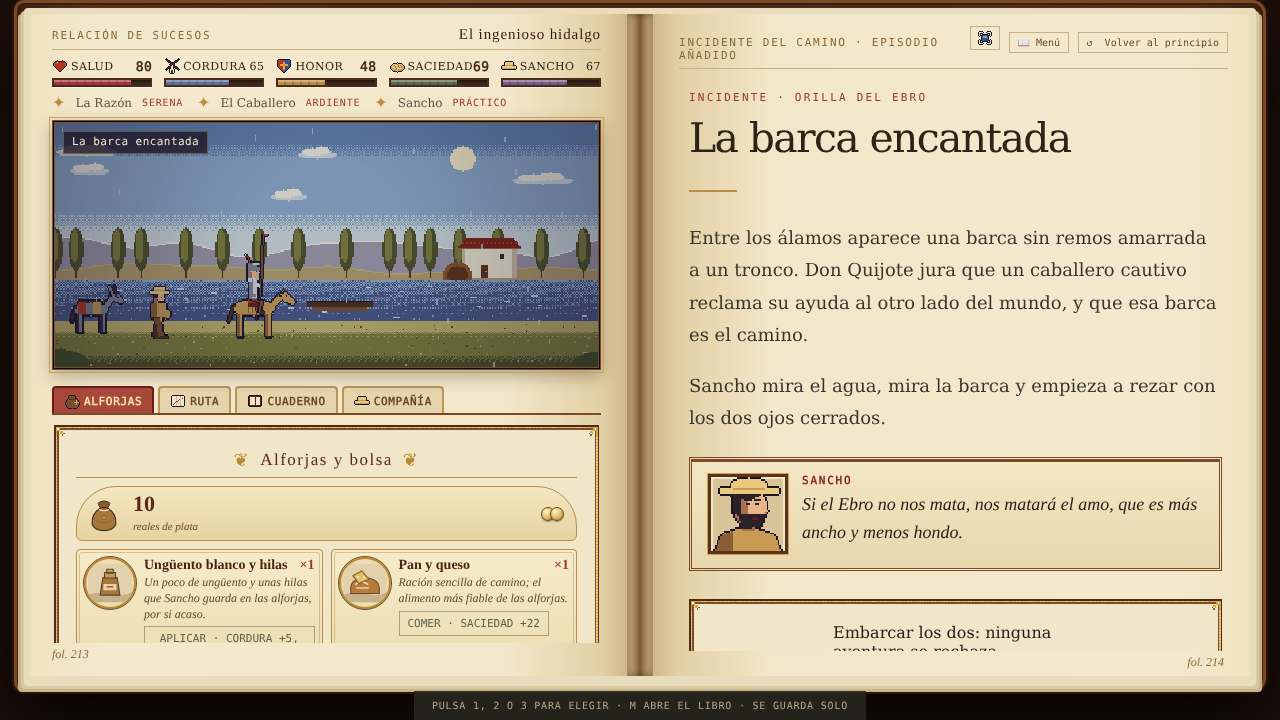 RELACIÓN DE SUCESOS
El ingenioso hidalgo
SALUD 80
CORDURA 65
HONOR 48
SACIEDAD 69
SANCHO 67
La Razón SERENA
El Caballero ARDIENTE
Sancho PRÁCTICO
La barca encantada
ALFORJAS
RUTA
CUADERNO
COMPAÑÍA
Alforjas y bolsa
10
reales de plata
Ungüento blanco y hilas ×1
Un poco de ungüento y unas hilas
que Sancho guarda en las alforjas,
por si acaso.
APLICAR · CORDURA +5,
Pan y queso ×1
Ración sencilla de camino; el
alimento más fiable de las alforjas.
COMER · SACIEDAD +22
fol. 213
INCIDENTE DEL CAMINO · EPISODIO
AÑADIDO
Menú
Volver al principio
INCIDENTE · ORILLA DEL EBRO
La barca encantada
Entre los álamos aparece una barca sin remos amarrada
a un tronco. Don Quijote jura que un caballero cautivo
reclama su ayuda al otro lado del mundo, y que esa barca
es el camino.
Sancho mira el agua, mira la barca y empieza a rezar con
los dos ojos cerrados.
SANCHO
Si el Ebro no nos mata, nos matará el amo, que es más
ancho y menos hondo.
Embarcar los dos: ninguna
aventura se rechaza
fol. 214
PULSA 1, 2 O 3 PARA ELEGIR · M ABRE EL LIBRO · SE GUARDA SOLO